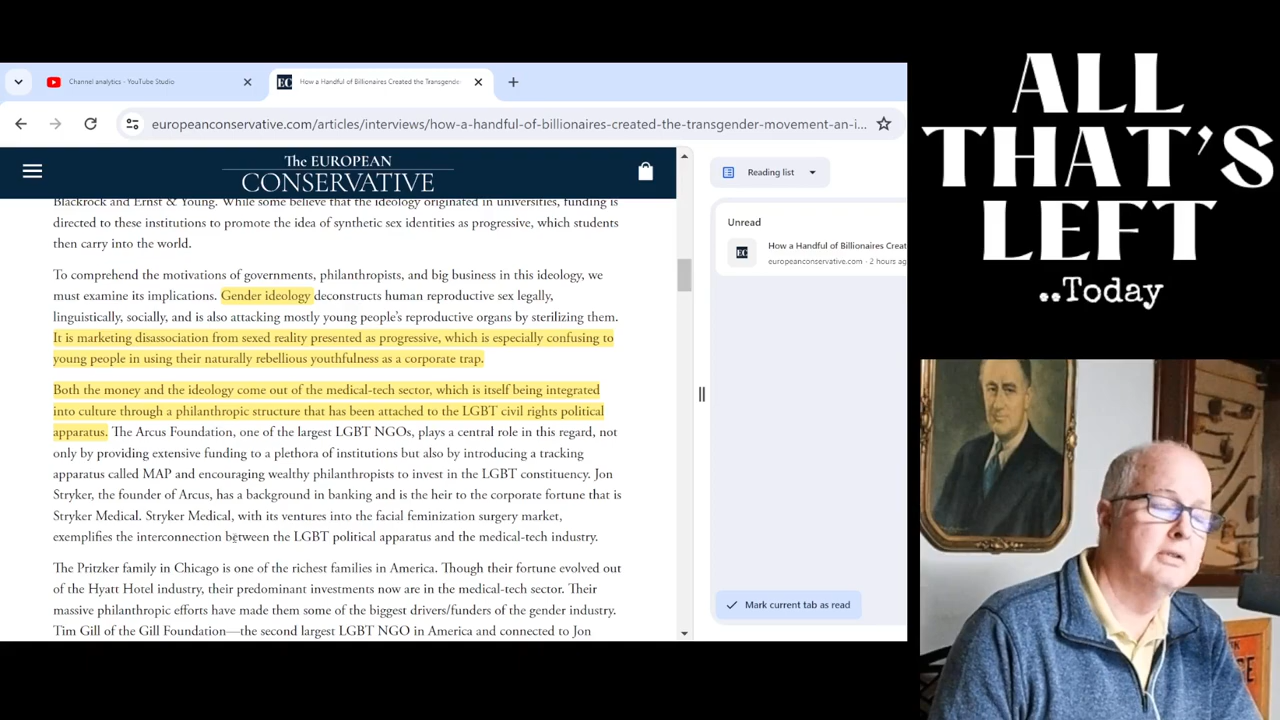 Channel analytics - YouTube Studio
EC
How a Handful of Billionaires Created the Transgende
europeanconservative.com/articles/interviews/how-a-handful-of-billionaires-created-the-transgender-movement-an-i...
The EUROPEAN
CONSERVATIVE
Blackrock and Ernst & Young. While some believe that the ideology originated in universities, funding is
directed to these institutions to promote the idea of synthetic sex identities as progressive, which students
then carry into the world.
To comprehend the motivations of governments, philanthropists, and big business in this ideology, we
must examine its implications. Gender ideology deconstructs human reproductive sex legally,
linguistically, socially, and is also attacking mostly young people's reproductive organs by sterilizing them.
It is marketing disassociation from sexed reality presented as progressive, which is especially confusing to
young people in using their naturally rebellious youthfulness as a corporate trap.
Both the money and the ideology come out of the medical-tech sector, which is itself being integrated
into culture through a philanthropic structure that has been attached to the LGBT civil rights political
apparatus. The Arcus Foundation, one of the largest LGBT NGOs, plays a central role in this regard, not
only by providing extensive funding to a plethora of institutions but also by introducing a tracking
apparatus called MAP and encouraging wealthy philanthropists to invest in the LGBT constituency. Jon
Stryker, the founder of Arcus, has a background in banking and is the heir to the corporate fortune that is
Stryker Medical. Stryker Medical, with its ventures into the facial feminization surgery market,
exemplifies the interconnection between the LGBT political apparatus and the medical-tech industry.
The Pritzker family in Chicago is one of the richest families in America. Though their fortune evolved out
of the Hyatt Hotel industry, their predominant investments now are in the medical-tech sector. Their
massive philanthropic efforts have made them some of the biggest drivers/funders of the gender industry.
Tim Gill of the Gill Foundation—the second largest LGBT NGO in America and connected to Jon
Reading list
Unread
EC
How a Handful of Billionaires Creat
europeanconservative.com · 2 hours ag
Mark current tab as read
ALL
THAT'S
LEFT
..Today